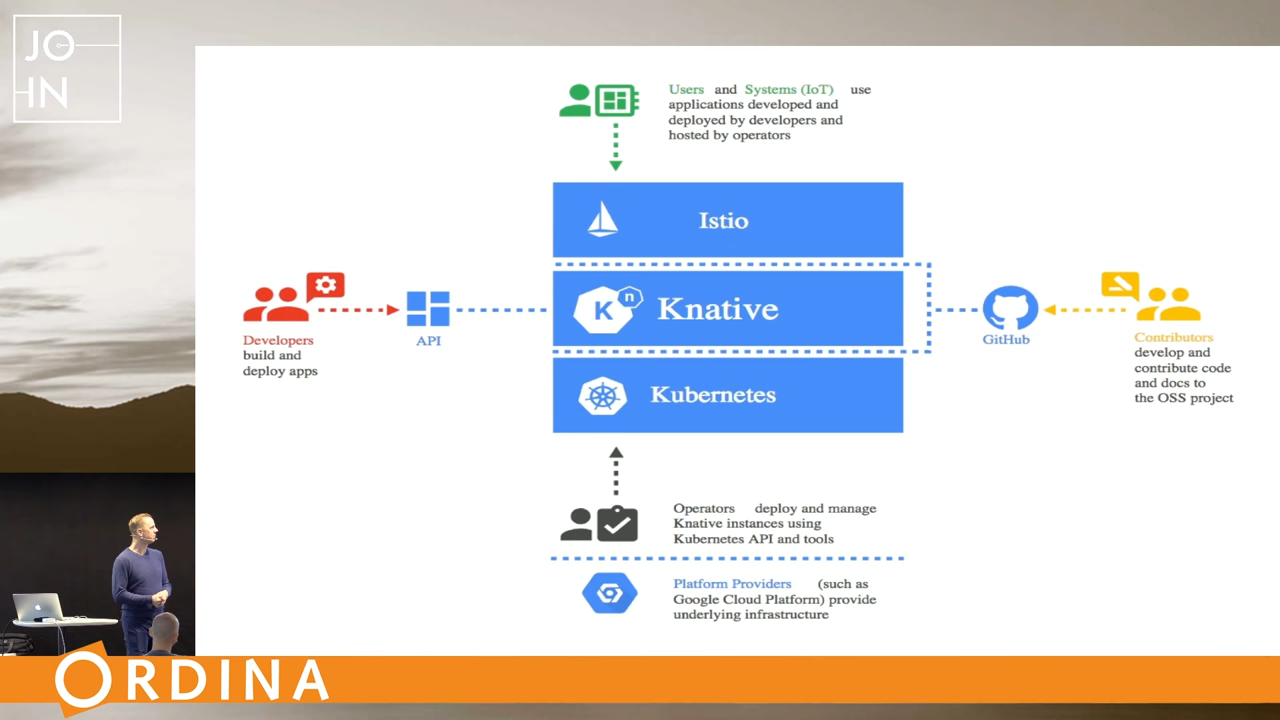 JO
IN
Users and Systems (IoT) use
applications developed and
deployed by developers and
hosted by operators
Istio
K n Knative
Kubernetes
Developers
build and
deploy apps
API
GitHub
Contributors
develop and
contribute code
and docs to
the OSS project
Operators deploy and manage
Knative instances using
Kubernetes API and tools
Platform Providers (such as
Google Cloud Platform) provide
underlying infrastructure
ORDINA